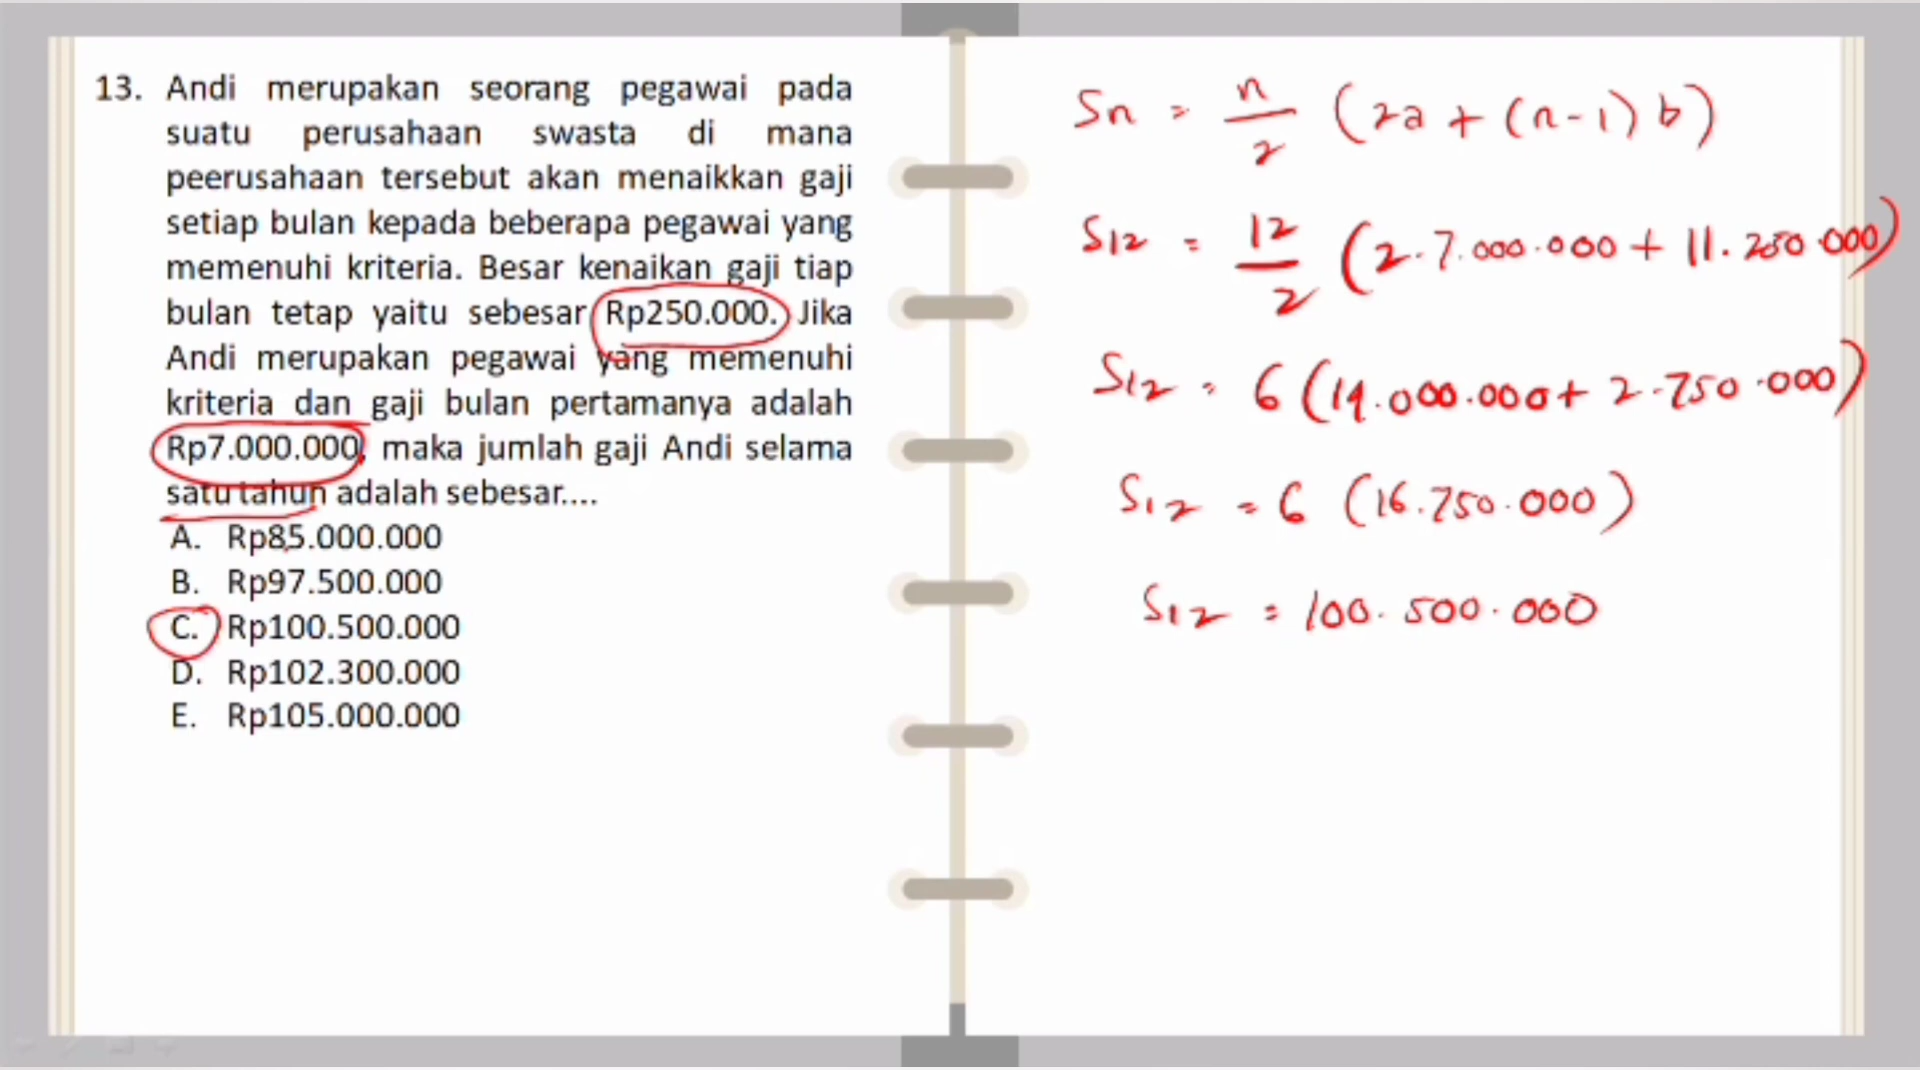 13. Andi merupakan seorang pegawai pada
suatu perusahaan swasta di mana
peerusahaan tersebut akan menaikkan gaji
setiap bulan kepada beberapa pegawai yang
memenuhi kriteria. Besar kenaikan gaji tiap
bulan tetap yaitu sebesar Rp250.000. Jika
Andi merupakan pegawai yang memenuhi
kriteria dan gaji bulan pertamanya adalah
Rp7.000.000, maka jumlah gaji Andi selama
satu tahun adalah sebesar....
A. Rp85.000.000
B. Rp97.500.000
C. Rp100.500.000
D. Rp102.300.000
E. Rp105.000.000
Sn = n/2 (2a + (n-1) b)
S12 = 12/2 (2.7.000.000 + 11.250.000)
S12 = 6 (14.000.000 + 2.750.000)
S12 = 6 (16.750.000)
S12 = 100.500.000